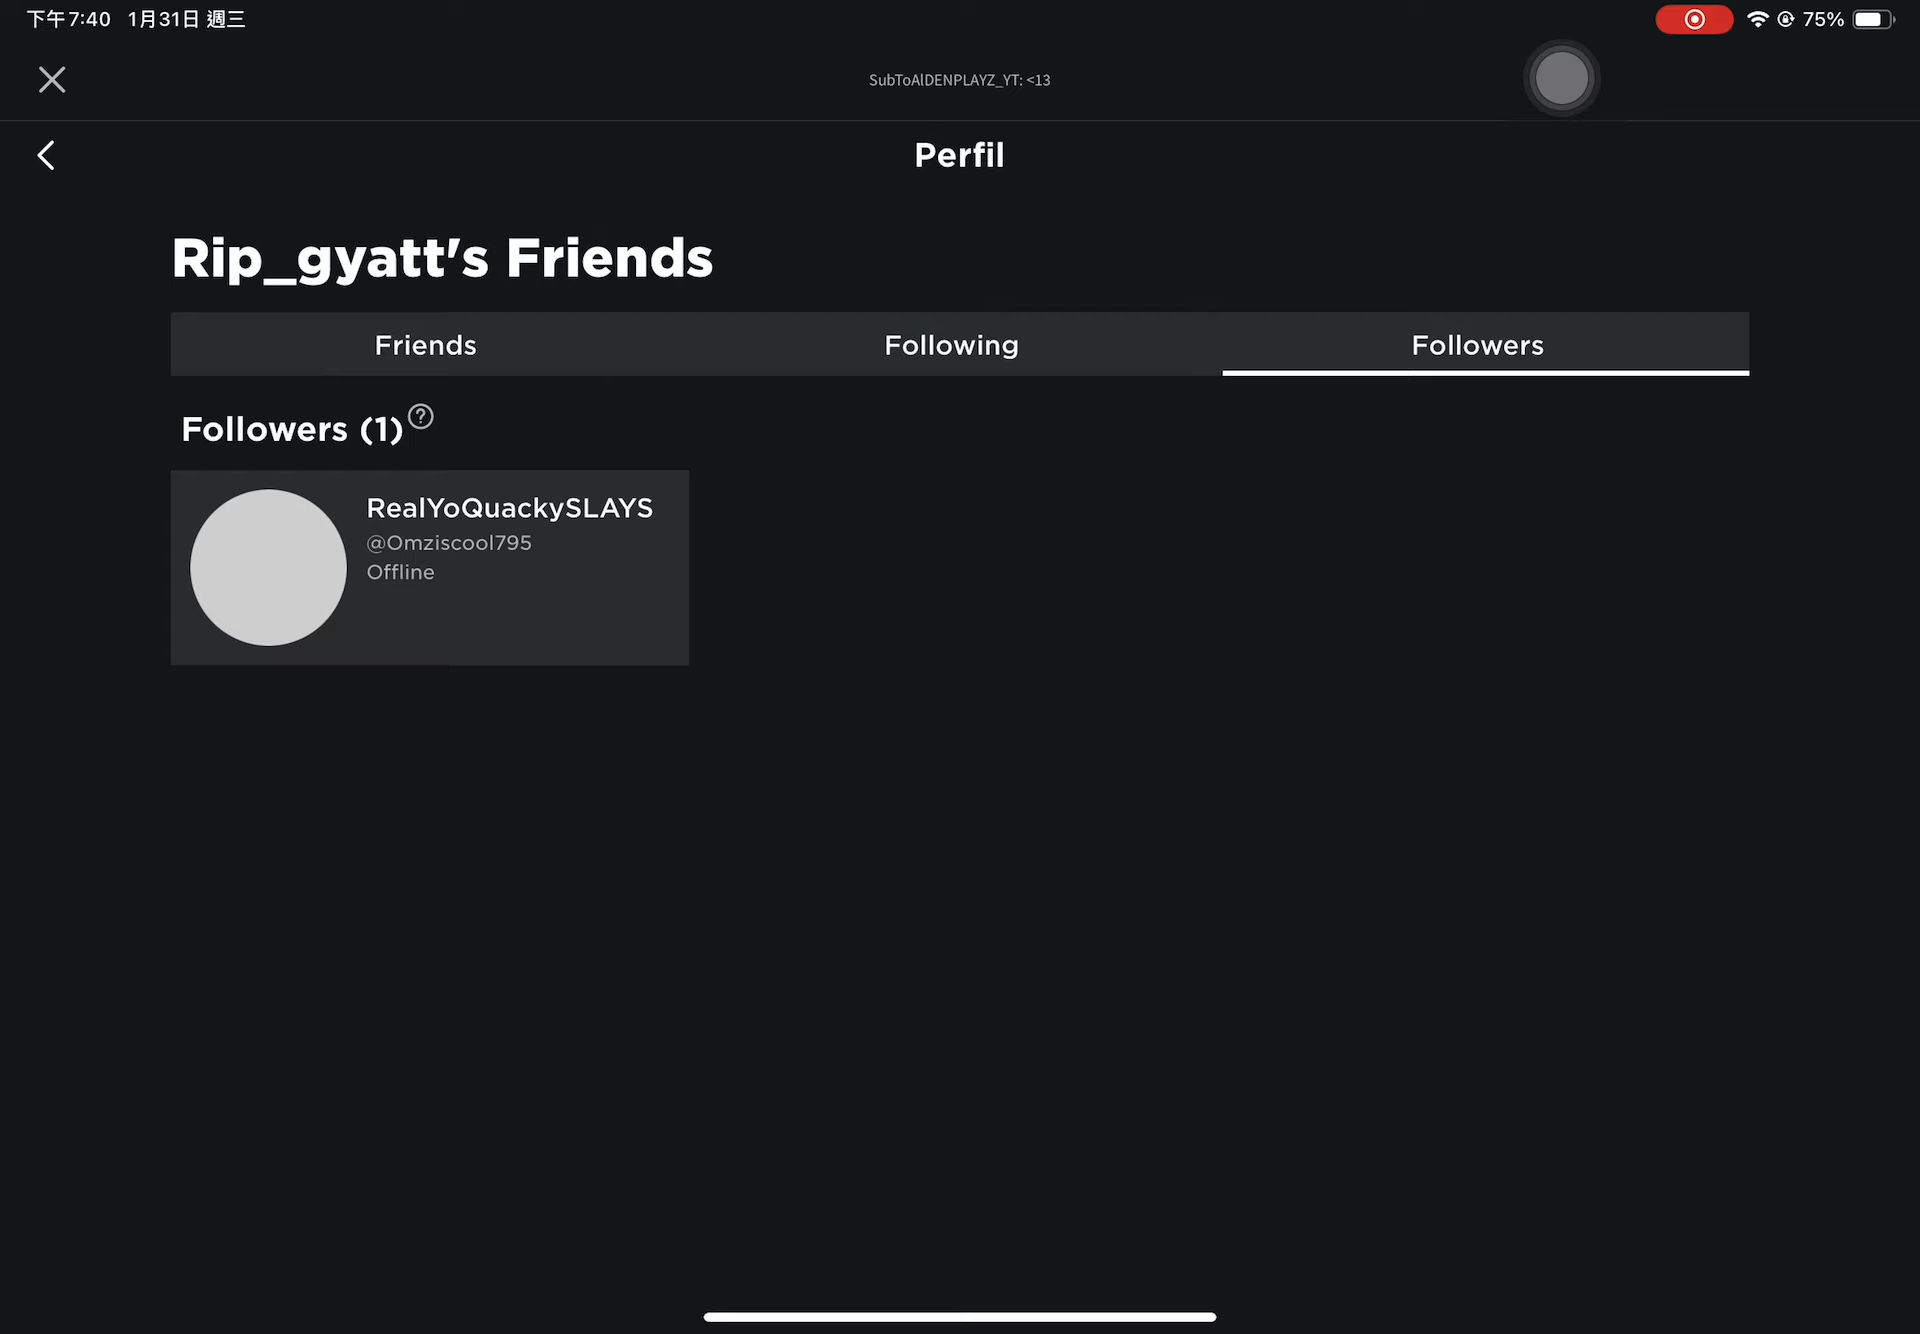 下午7:40 1月31日 週三
75%
SubToAlDENPLAYZ_YT: <13
Perfil
Rip_gyatt's Friends
Friends Following Followers
Followers (1) ?
RealYoQuackySLAYS
@Omziscool795
Offline